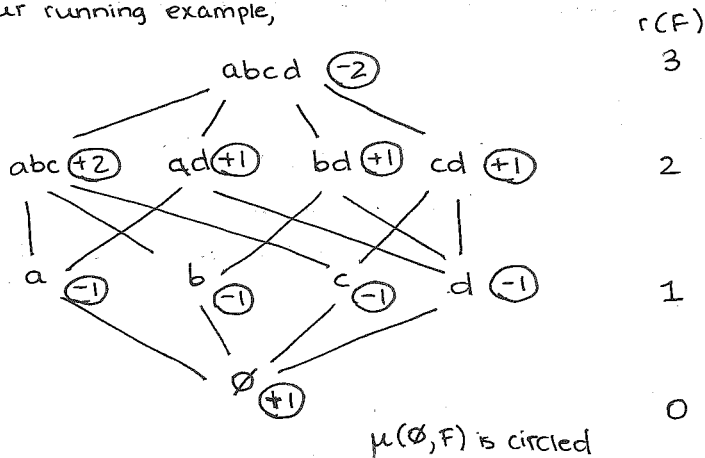 ur running example,
r(F)
abcd -2 3
abc +2 ad +1 bd +1 cd +1 2
a -1 b -1 c -1 d -1 1
∅ +1 0
μ(∅,F) is circled